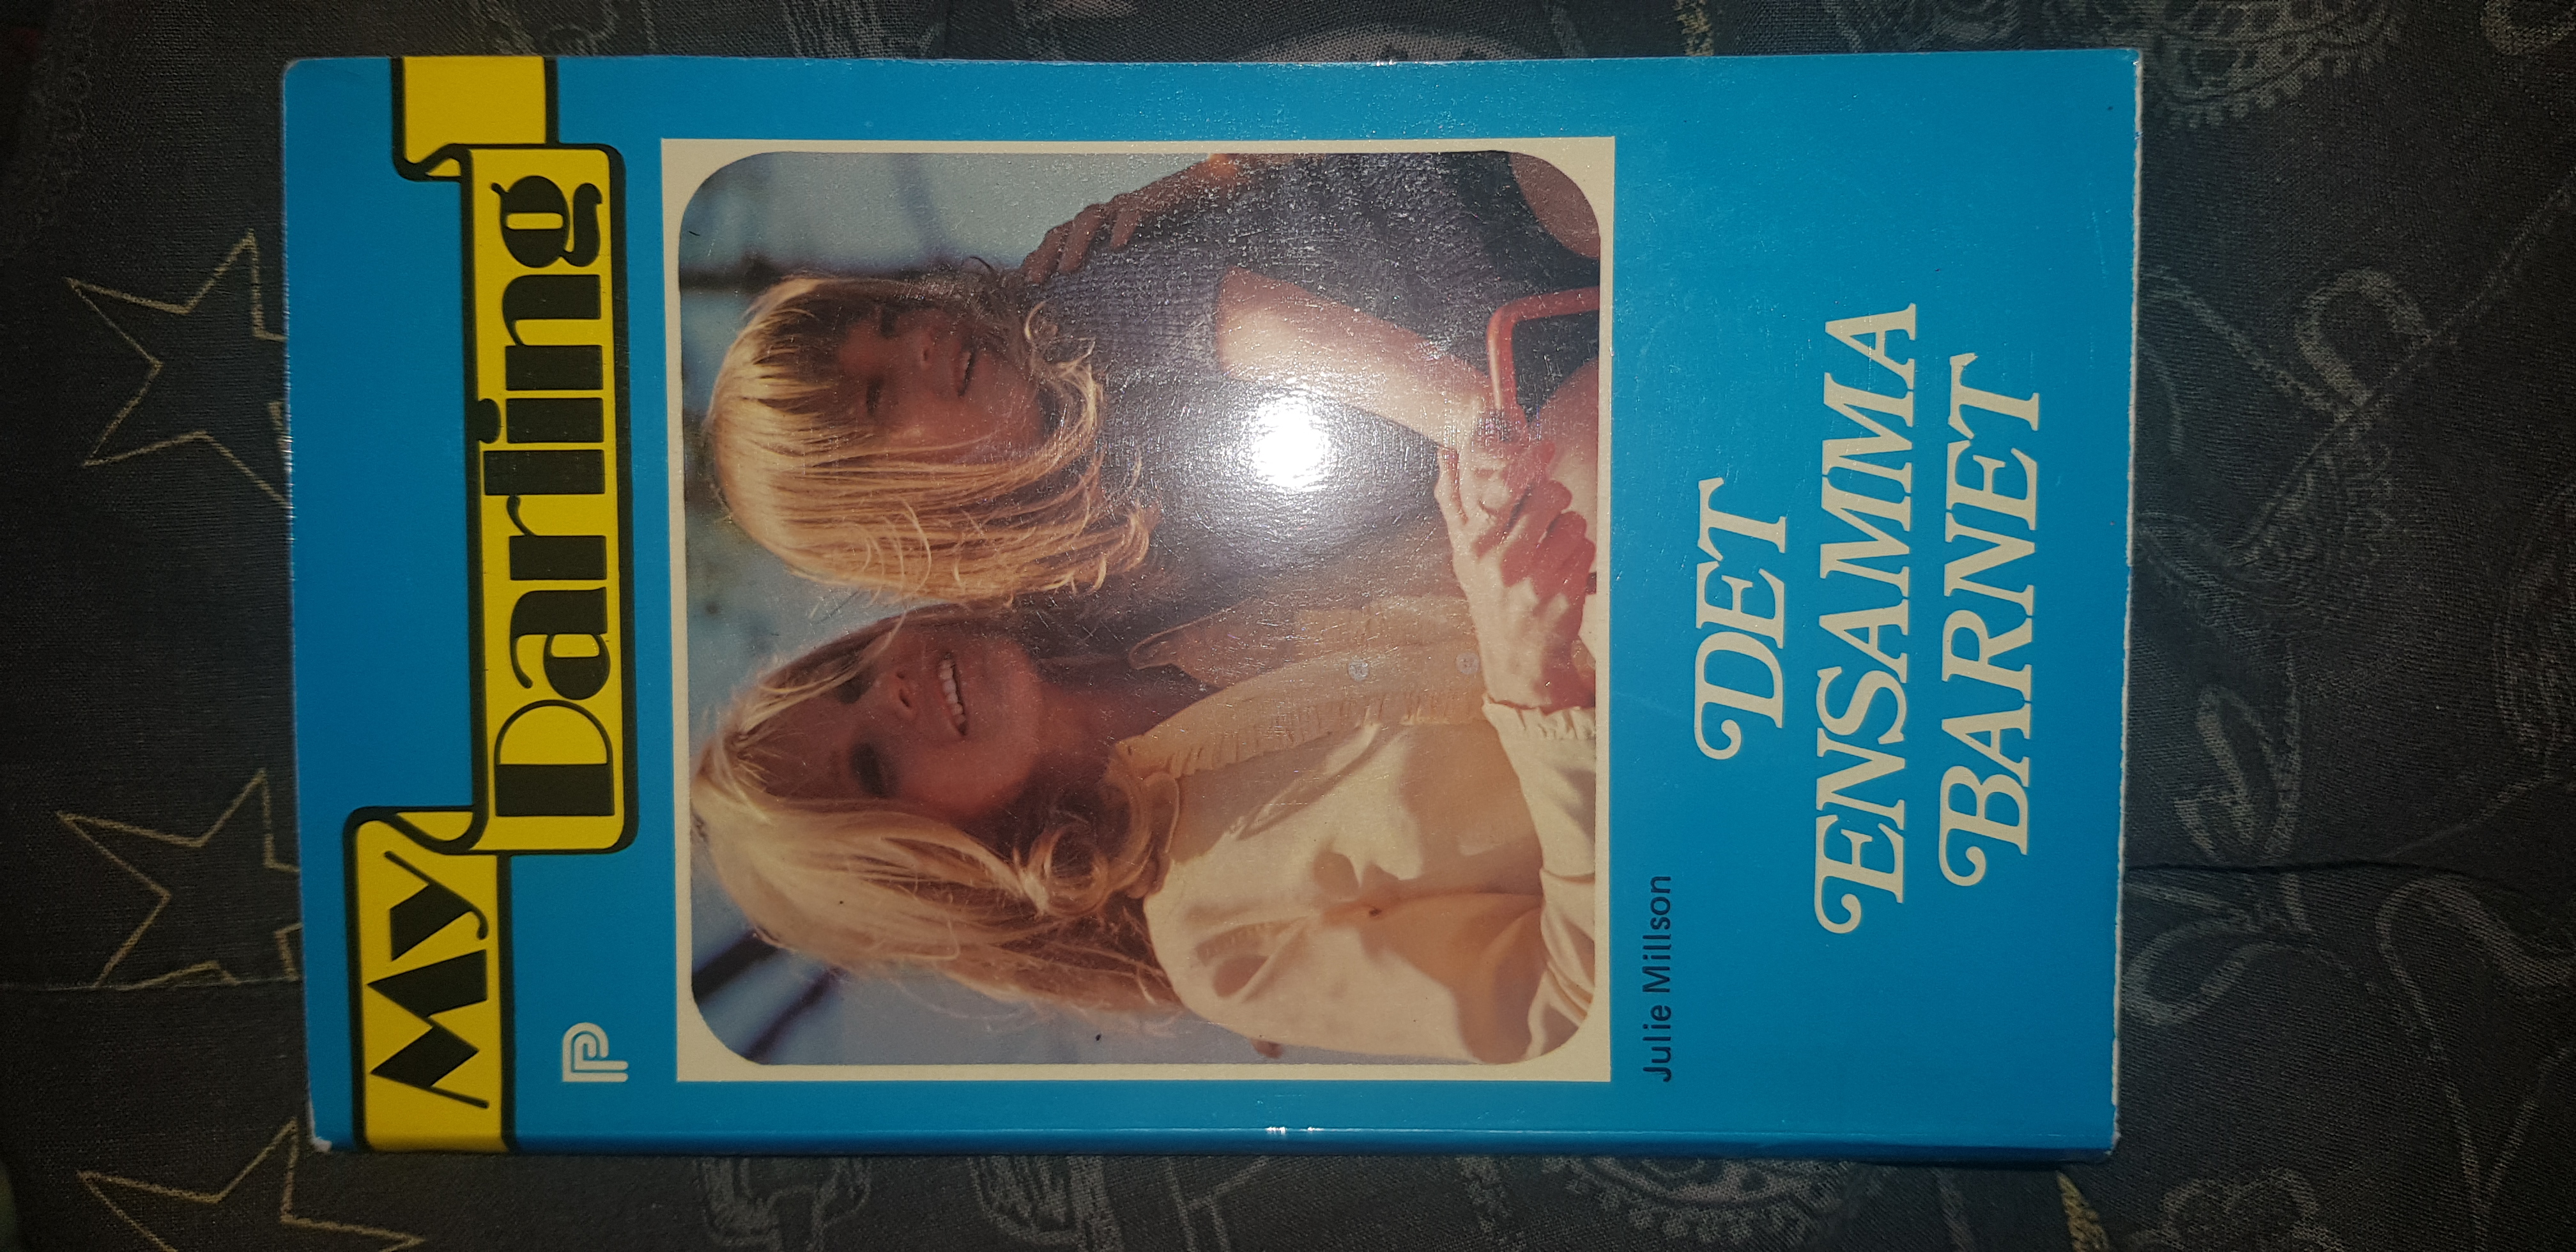 My
Darling
Julie Millson
DET
ENSAMMA
BARNET